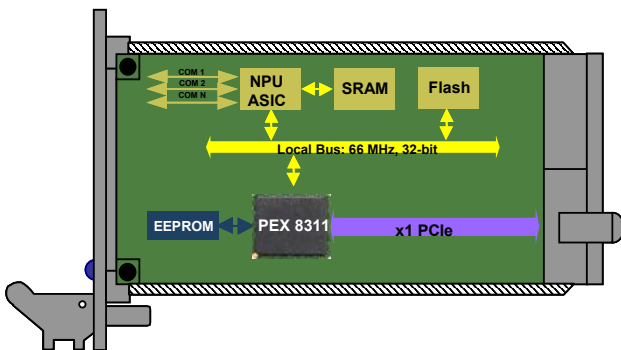 COM 1
COM 2
COM N
NPU
ASIC
SRAM
Flash
Local Bus: 66 MHz, 32-bit
EEPROM
PEX 8311
x1 PCIe